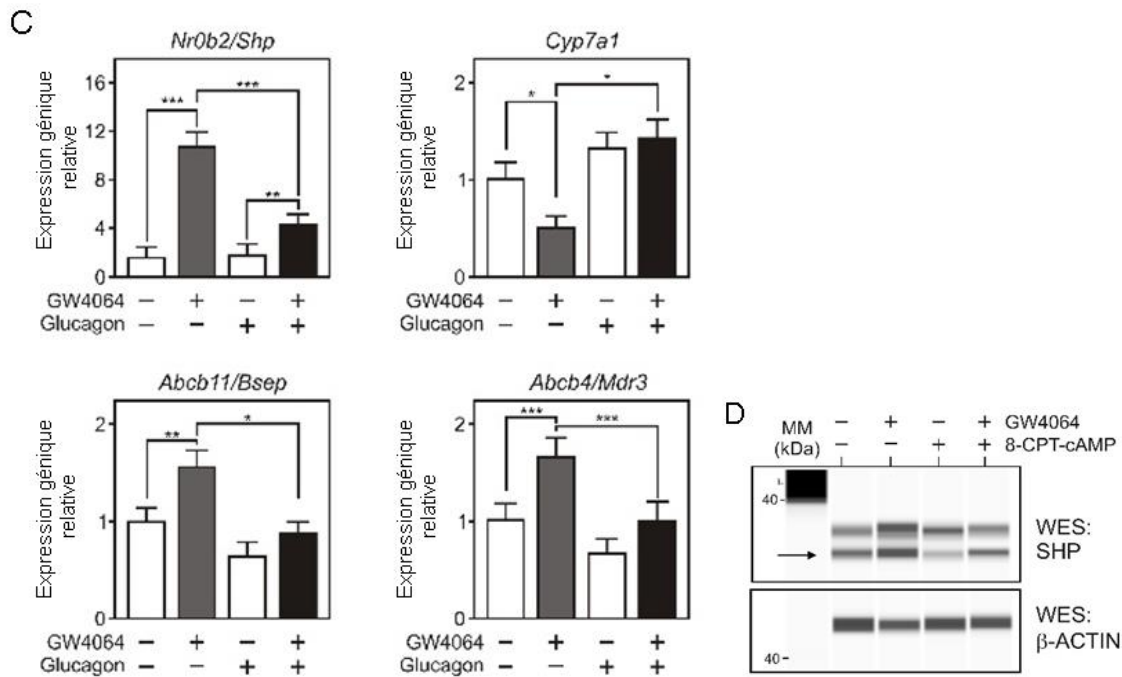 C
Nr0b2/Shp
Expression génique
relative
16
12
8
4
0
***
***
**
GW4064 – + – +
Glucagon – – + +
Cyp7a1
Expression génique
relative
2
1
0
*
*
GW4064 – + – +
Glucagon – – + +
Abcb11/Bsep
Expression génique
relative
2
1
0
**
*
GW4064 – + – +
Glucagon – – + +
Abcb4/Mdr3
Expression génique
relative
2
1
0
***
***
GW4064 – + – +
Glucagon – – + +
D
MM
(kDa)
– + – + GW4064
– – + + 8-CPT-cAMP
40
WES:
SHP
WES:
β-ACTIN
40